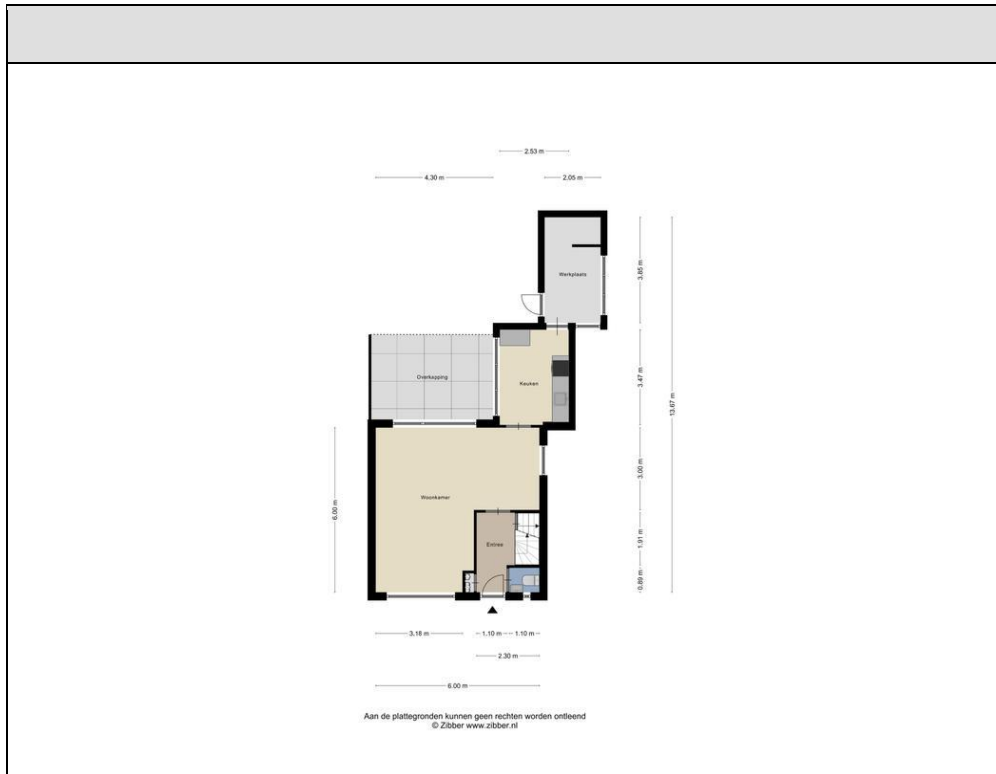 2.53 m
4.30 m
2.05 m
Werkplaats
3.85 m
Overkapping
Keuken
3.47 m
13.67 m
Woonkamer
3.00 m
6.00 m
Entree
1.91 m
0.89 m
3.18 m
1.10 m
1.10 m
2.30 m
6.00 m
Aan de plattegronden kunnen geen rechten worden ontleend
© Zibber www.zibber.nl